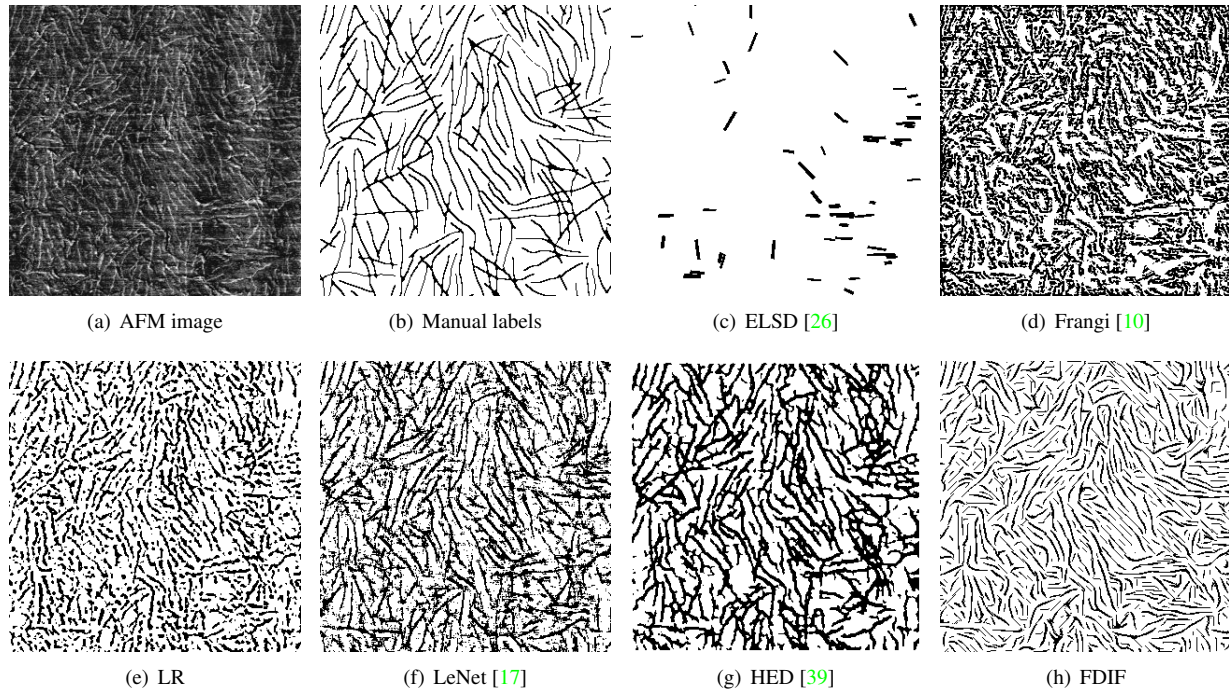 (a) AFM image
(b) Manual labels
(c) ELSD [26]
(d) Frangi [10]
(e) LR
(f) LeNet [17]
(g) HED [39]
(h) FDIF